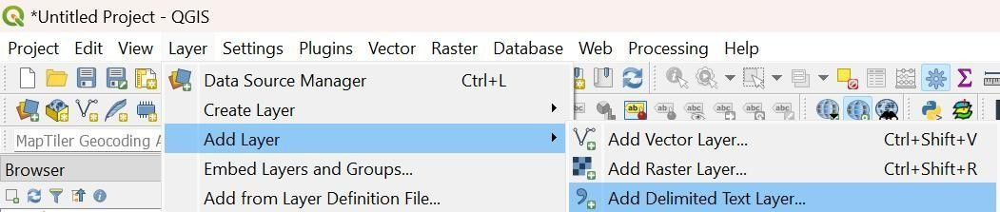 *Untitled Project - QGIS
Project Edit View Layer Settings Plugins Vector Raster Database Web Processing Help
Data Source Manager Ctrl+L
Create Layer
MapTiler Geocoding
Add Layer
Add Vector Layer... Ctrl+Shift+V
Browser
Embed Layers and Groups...
Add Raster Layer... Ctrl+Shift+R
Add from Layer Definition File...
Add Delimited Text Layer...